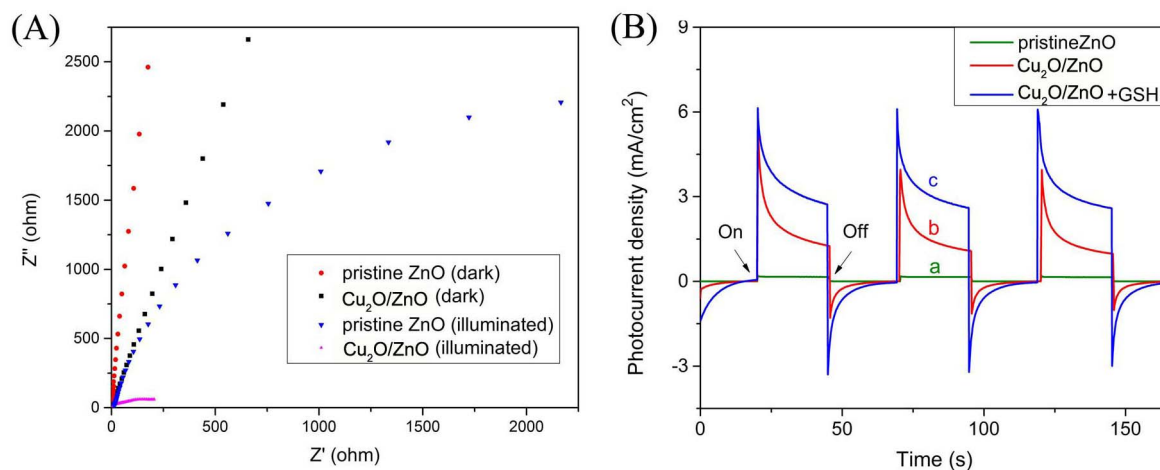 (A)
2500
2000
1500
1000
500
0
Z'' (ohm)
pristine ZnO (dark)
Cu₂O/ZnO (dark)
pristine ZnO (illuminated)
Cu₂O/ZnO (illuminated)
0 500 1000 1500 2000
Z' (ohm)
(B)
9
6
3
0
-3
Photocurrent density (mA/cm²)
pristineZnO
Cu₂O/ZnO
Cu₂O/ZnO +GSH
On
Off
c
b
a
0 50 100 150
Time (s)